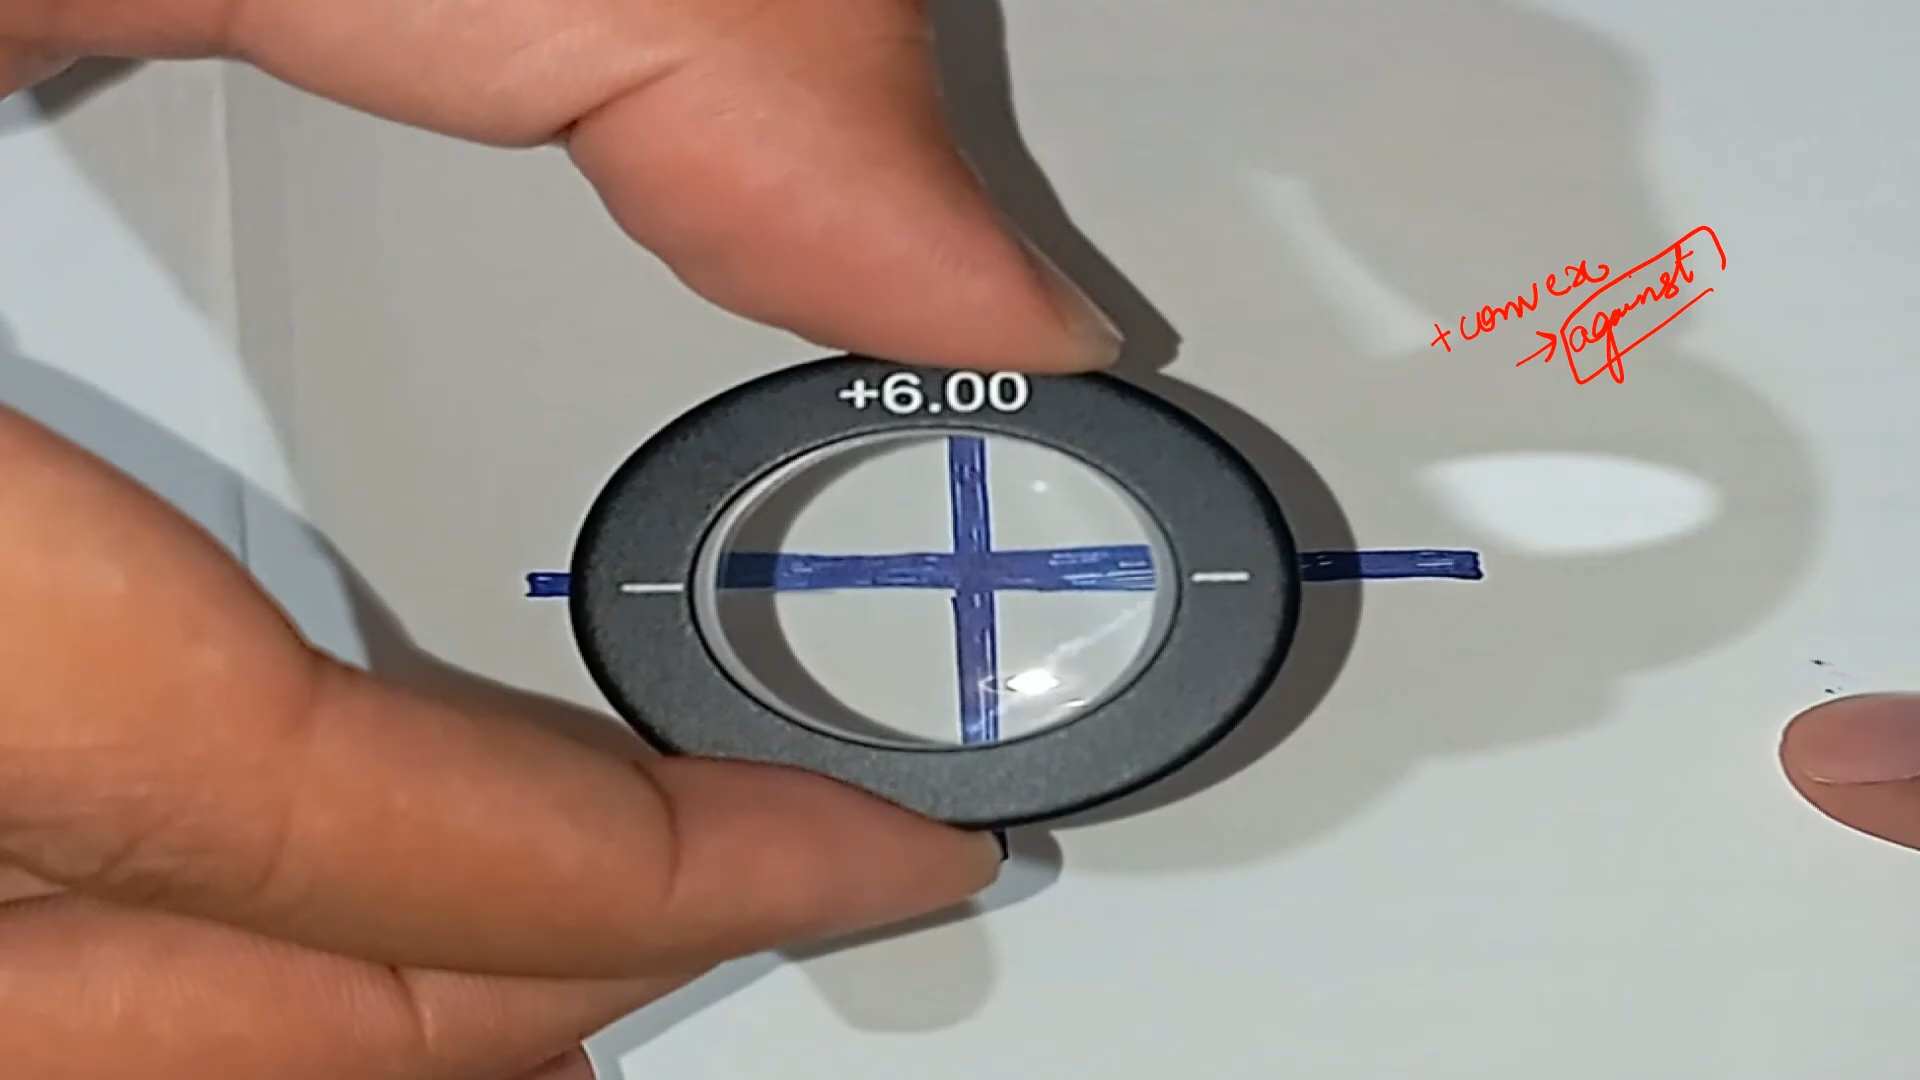 +6.00
+convex
→ against